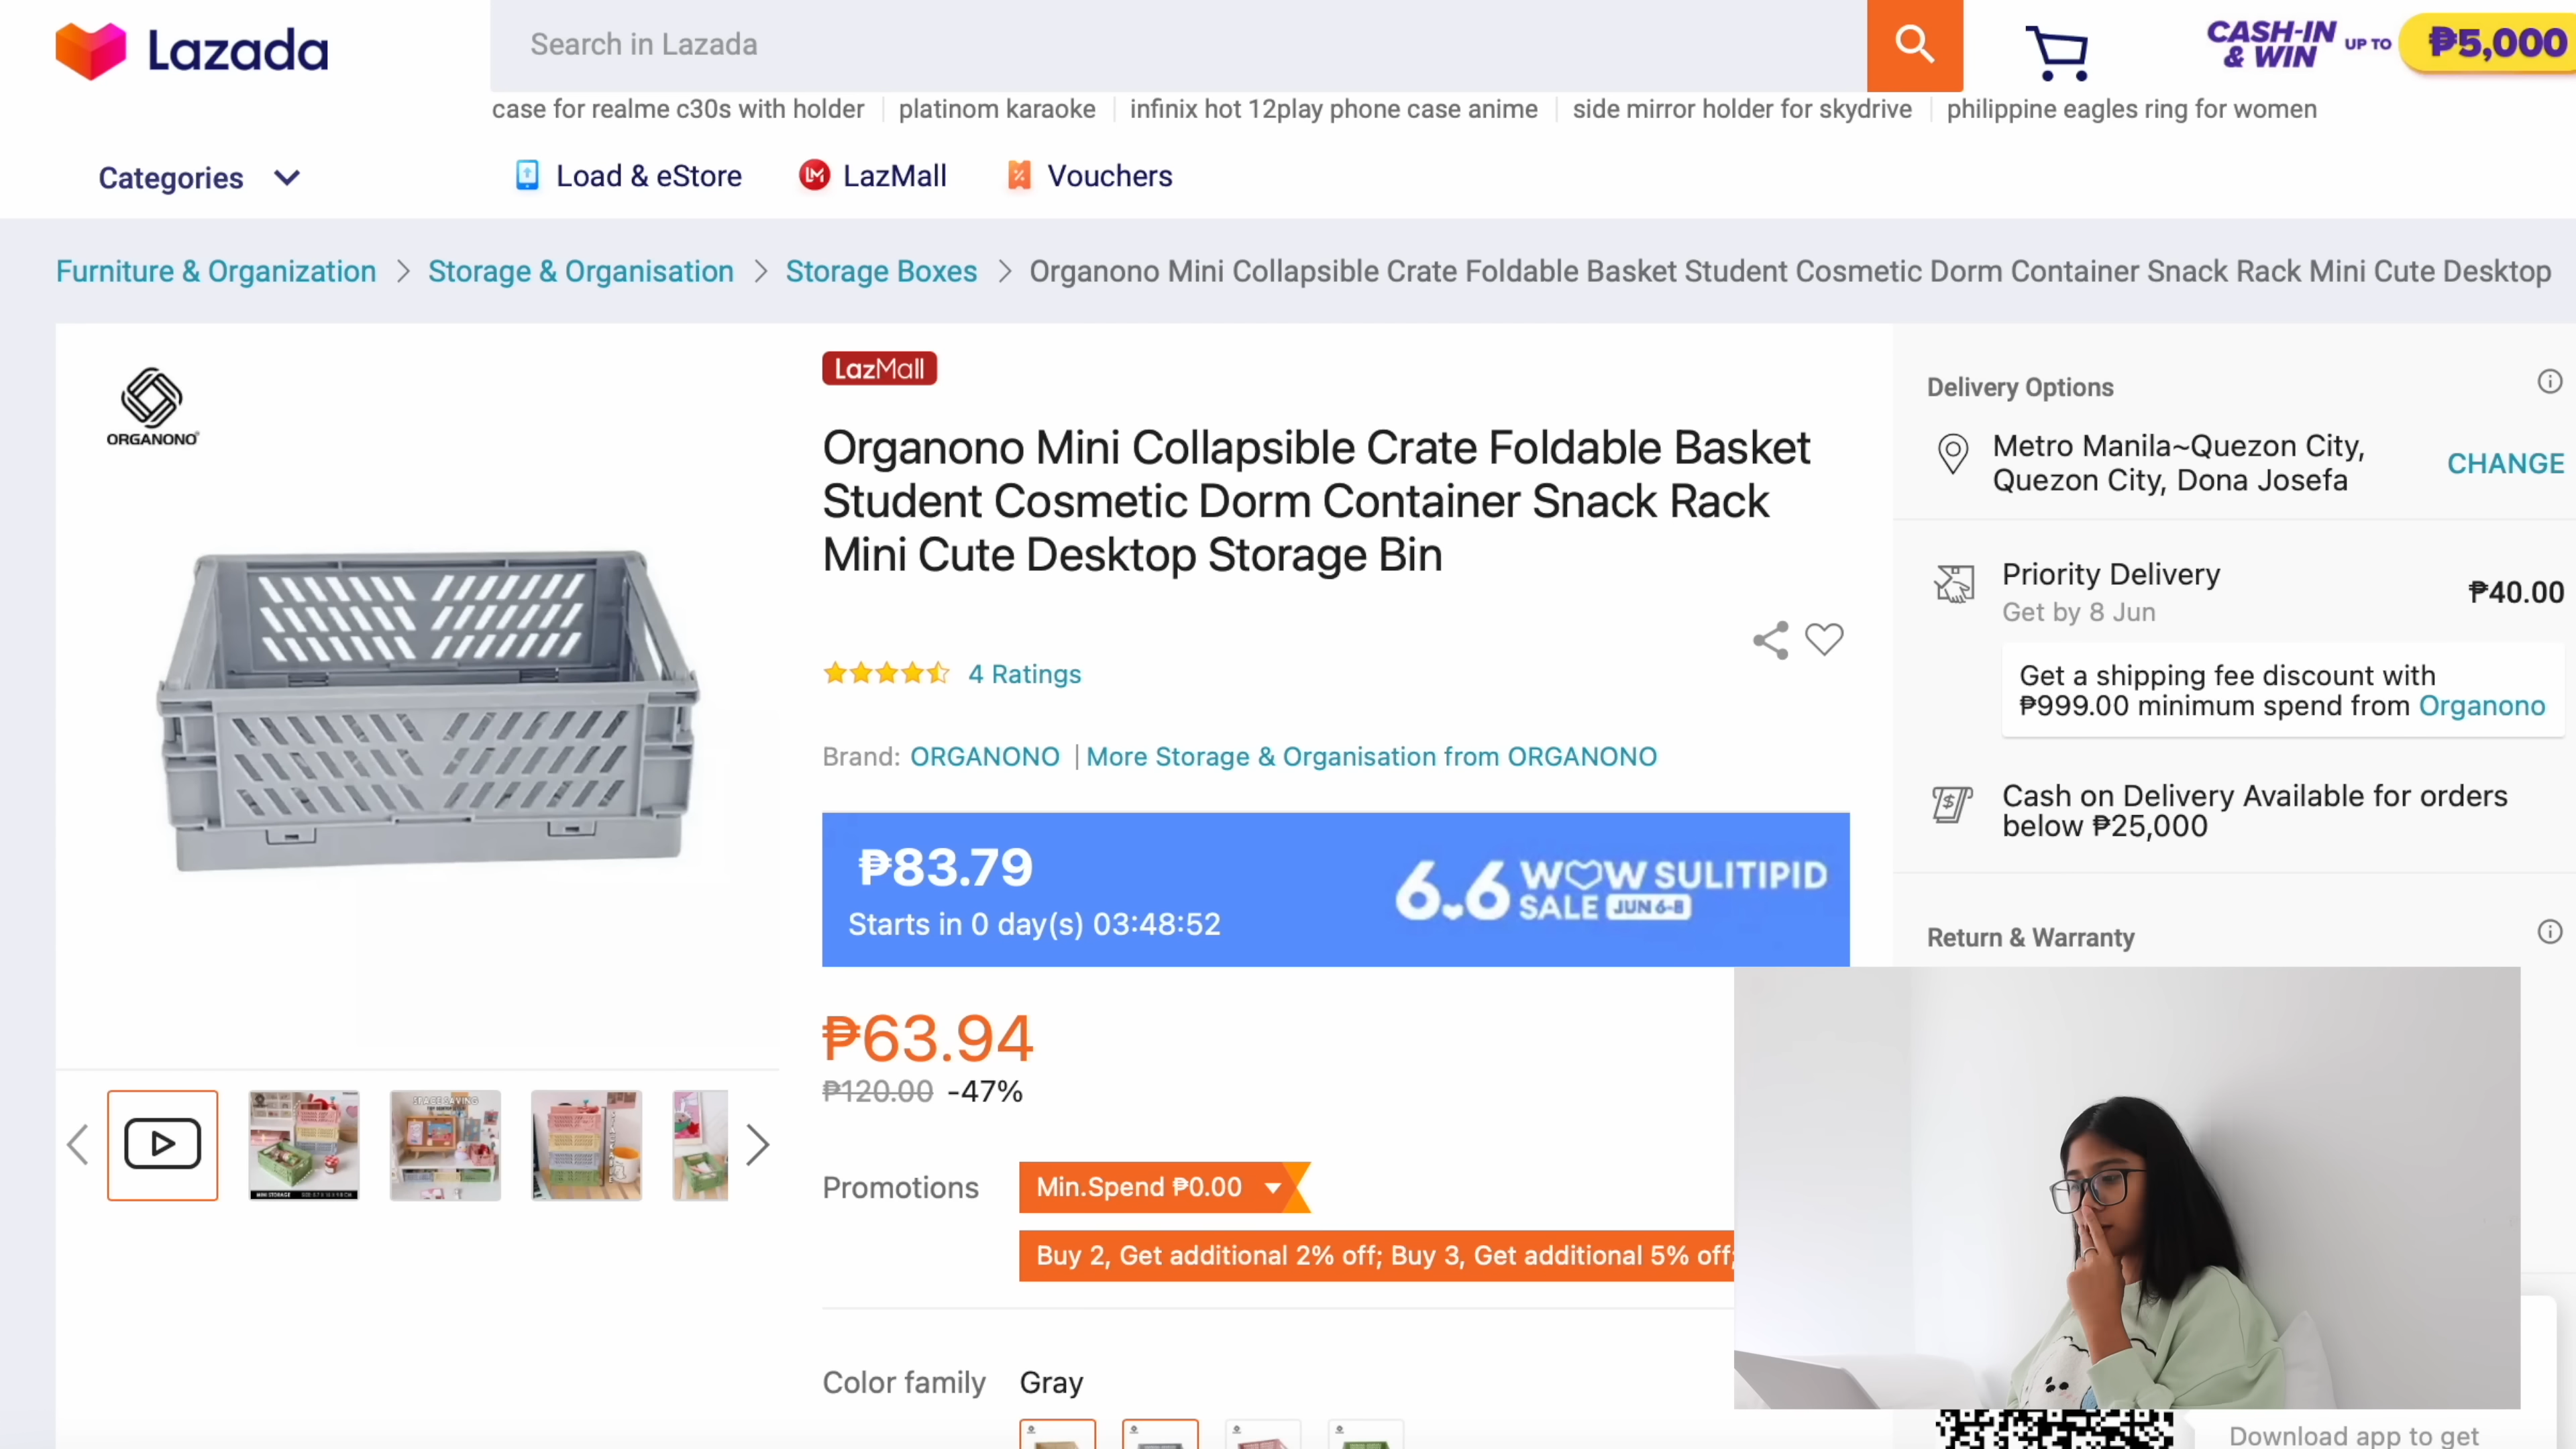 Lazada
Search in Lazada
CASH-IN & WIN UP TO ₱5,000
case for realme c30s with holder
platinom karaoke
infinix hot 12play phone case anime
side mirror holder for skydrive
philippine eagles ring for women
Categories
Load & eStore
LazMall
Vouchers
Furniture & Organization > Storage & Organisation > Storage Boxes > Organono Mini Collapsible Crate Foldable Basket Student Cosmetic Dorm Container Snack Rack Mini Cute Desktop
ORGANONO
LazMall
Organono Mini Collapsible Crate Foldable Basket
Student Cosmetic Dorm Container Snack Rack
Mini Cute Desktop Storage Bin
4 Ratings
Brand: ORGANONO | More Storage & Organisation from ORGANONO
₱83.79
Starts in 0 day(s) 03:48:52
6.6 WOW SULITIPID
SALE JUN 6-8
₱63.94
₱120.00 -47%
Promotions
Min.Spend ₱0.00
Buy 2, Get additional 2% off; Buy 3, Get additional 5% off;
Color family Gray
SPACE SAVING
MINI STORAGE
Delivery Options
Metro Manila~Quezon City,
Quezon City, Dona Josefa
CHANGE
Priority Delivery
₱40.00
Get by 8 Jun
Get a shipping fee discount with
₱999.00 minimum spend from Organono
Cash on Delivery Available for orders
below ₱25,000
Return & Warranty
Download app to get